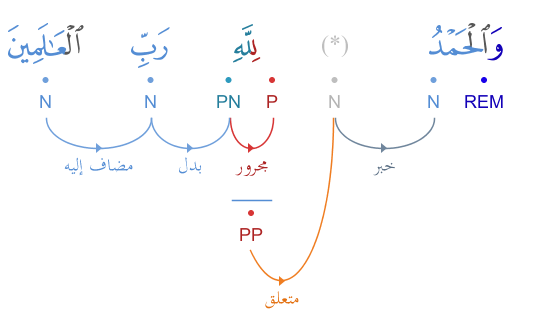 وَٱلْحَمْدُ (*) لِلَّهِ رَبِّ ٱلْعَـٰلَمِينَ
REM N N P PN N N
خبر مجرور بدل مضاف إليه
PP
متعلق